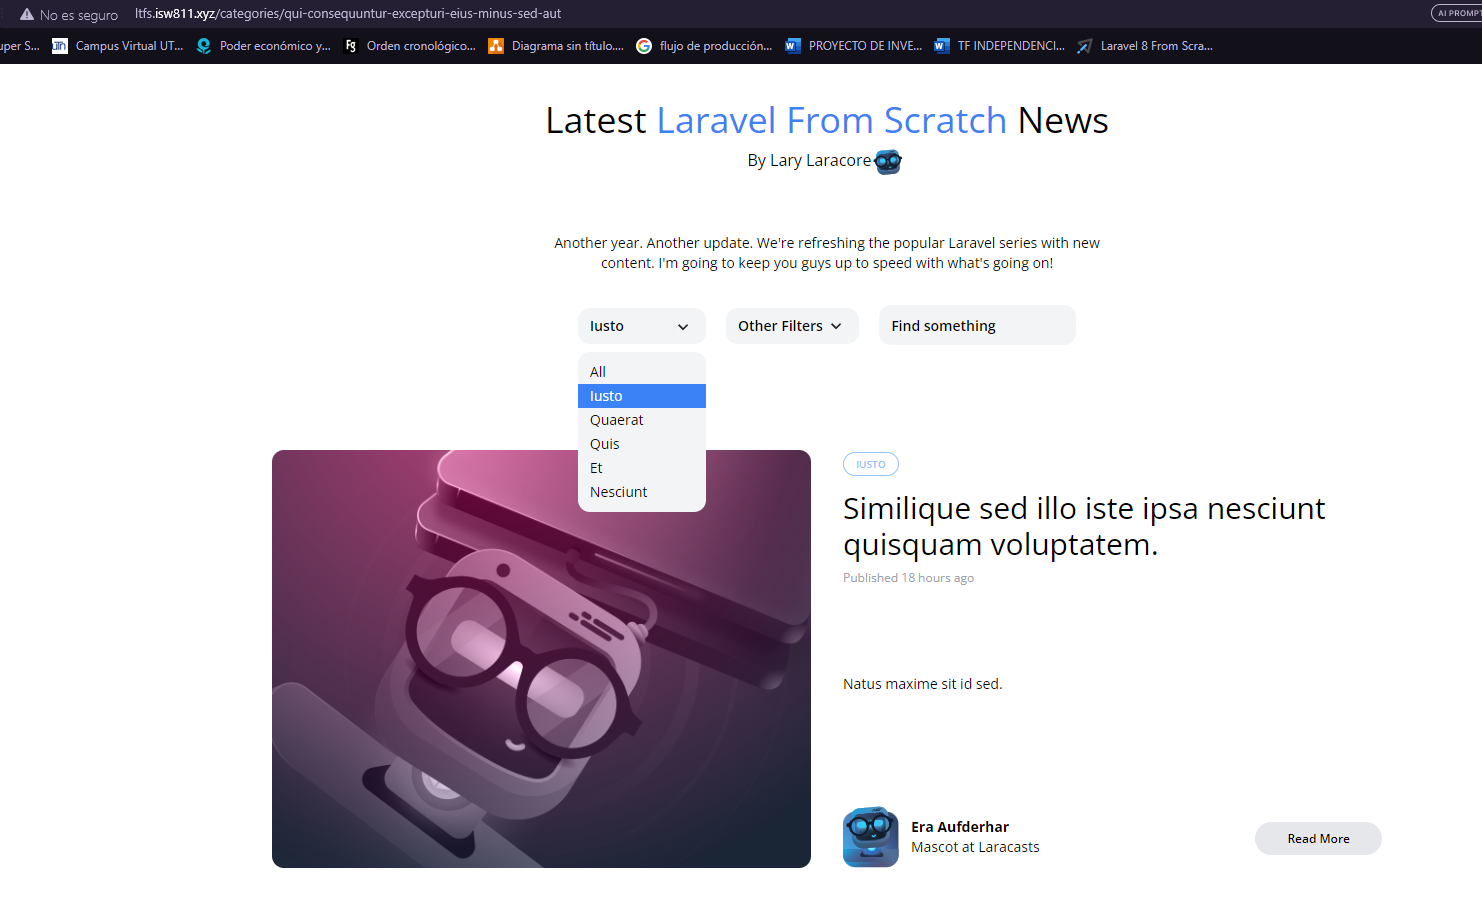 No es seguro ltfs.isw811.xyz/categories/qui-consequuntur-excepturi-eius-minus-sed-aut AI PROMPT
uper S... Campus Virtual UT... Poder económico y... Fg Orden cronológico... Diagrama sin título.... flujo de producción... PROYECTO DE INVE... TF INDEPENDENCI... Laravel 8 From Scra...
Latest Laravel From Scratch News
By Lary Laracore
Another year. Another update. We're refreshing the popular Laravel series with new
content. I'm going to keep you guys up to speed with what's going on!
Iusto Other Filters Find something
All
Iusto
Quaerat
Quis
Et
Nesciunt
IUSTO
Similique sed illo iste ipsa nesciunt
quisquam voluptatem.
Published 18 hours ago
Natus maxime sit id sed.
Era Aufderhar
Mascot at Laracasts
Read More